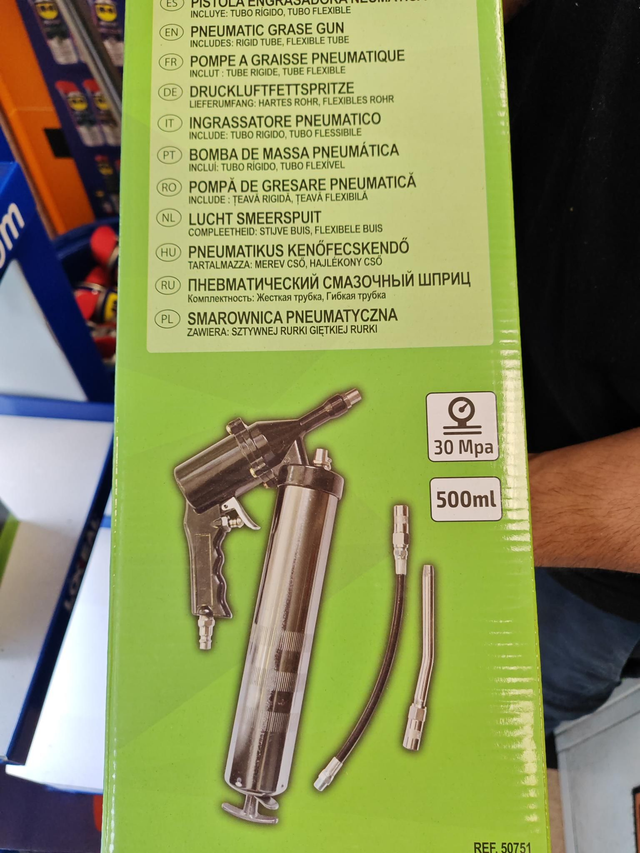 ES PISTOLA ENGRASADORA NEUMÁTICA
INCLUYE: TUBO RÍGIDO, TUBO FLEXIBLE
EN PNEUMATIC GRASE GUN
INCLUDES: RIGID TUBE, FLEXIBLE TUBE
FR POMPE A GRAISSE PNEUMATIQUE
INCLUT : TUBE RIGIDE, TUBE FLEXIBLE
DE DRUCKLUFTFETTSPRITZE
LIEFERUMFANG: HARTES ROHR, FLEXIBLES ROHR
IT INGRASSATORE PNEUMATICO
INCLUDE: TUBO RIGIDO, TUBO FLESSIBILE
PT BOMBA DE MASSA PNEUMÁTICA
INCLUÍ: TUBO RÍGIDO, TUBO FLEXÍVEL
RO POMPĂ DE GRESARE PNEUMATICĂ
INCLUDE : ȚEAVĂ RIGIDĂ, ȚEAVĂ FLEXIBILĂ
NL LUCHT SMEERSPUIT
COMPLEETHEID: STIJVE BUIS, FLEXIBELE BUIS
HU PNEUMATIKUS KENŐFECSKENDŐ
TARTALMAZZA: MEREV CSŐ, HAJLÉKONY CSŐ
RU ПНЕВМАТИЧЕСКИЙ СМАЗОЧНЫЙ ШПРИЦ
Комплектность: Жесткая трубка, Гибкая трубка
PL SMAROWNICA PNEUMATYCZNA
ZAWIERA: SZTYWNEJ RURKI GIĘTKIEJ RURKI
30 Mpa
500ml
REF. 50751
om